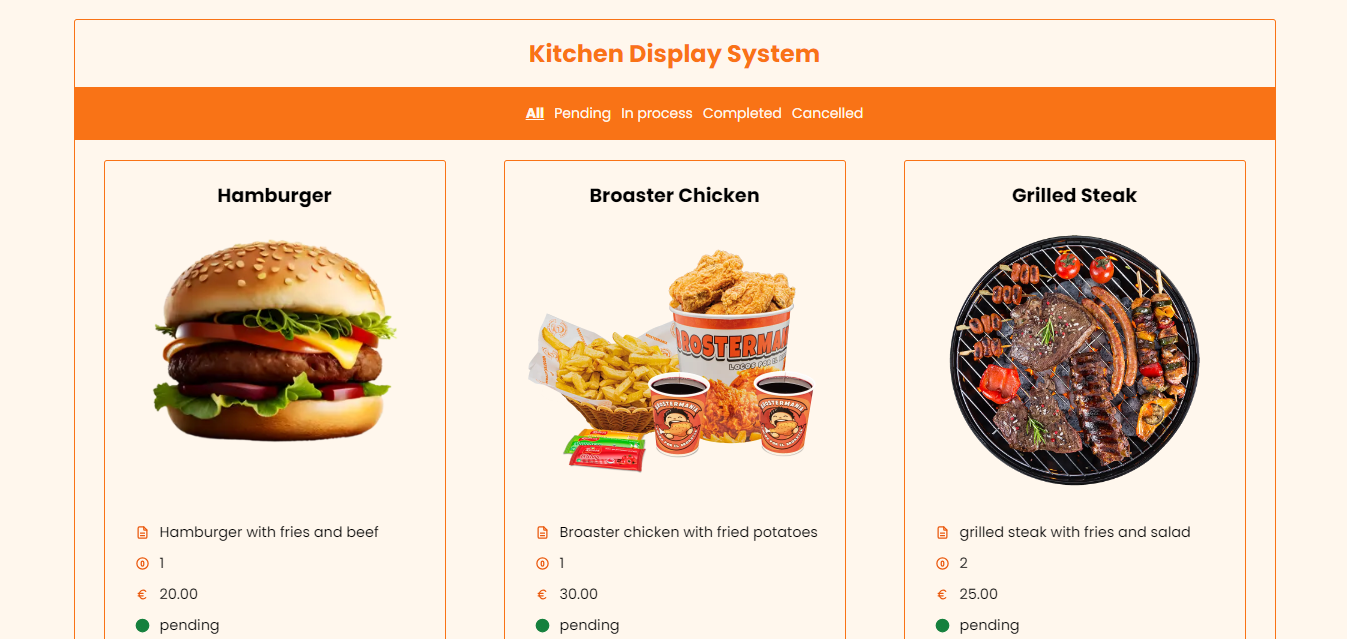 Kitchen Display System
All Pending In process Completed Cancelled
Hamburger
Hamburger with fries and beef
1
€ 20.00
pending
Broaster Chicken
ROSTERMAN
LOCOS POR EL
ROSTERMANIA
ROSTERMANIA
Broaster chicken with fried potatoes
1
€ 30.00
pending
Grilled Steak
grilled steak with fries and salad
2
€ 25.00
pending